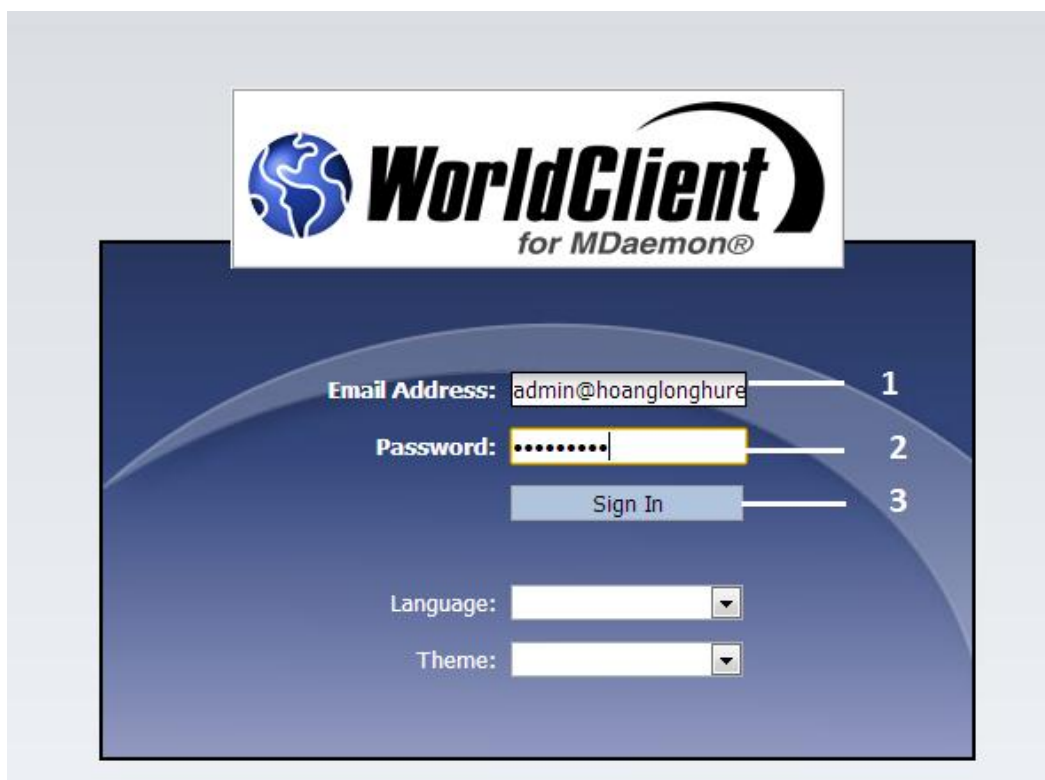 WorldClient
for MDaemon®
Email Address: admin@hoanglonghure 1
Password: ••••••••• 2
Sign In 3
Language:
Theme: